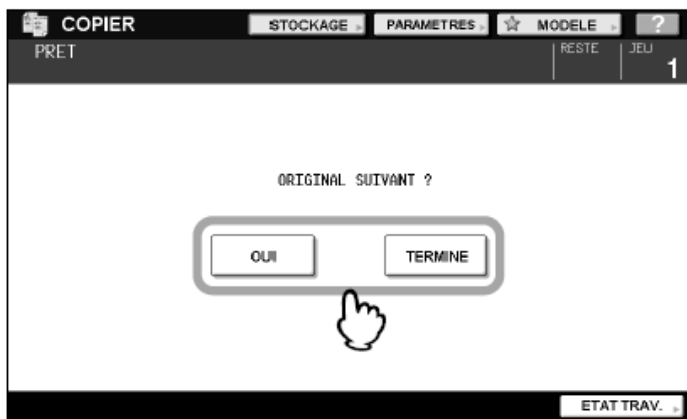 COPIER STOCKAGE PARAMETRES MODELE ?
PRET RESTE JEU
1
ORIGINAL SUIVANT ?
OUI TERMINE
ETAT TRAV.